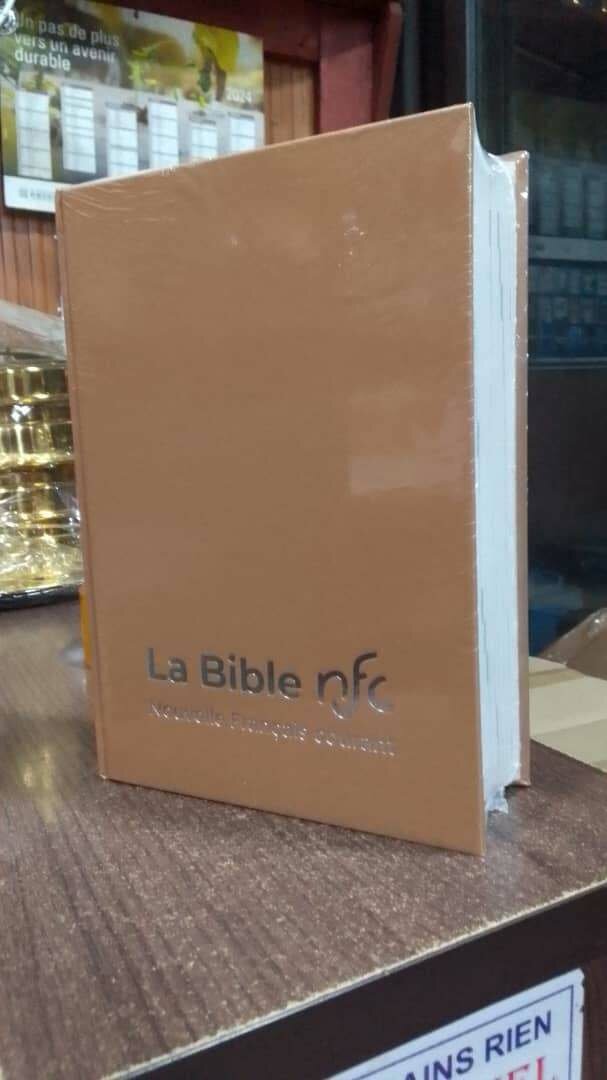 Un pas de plus
vers un avenir
durable
2024
La Bible nfc
Nouvelle Français courant
AINS RIEN